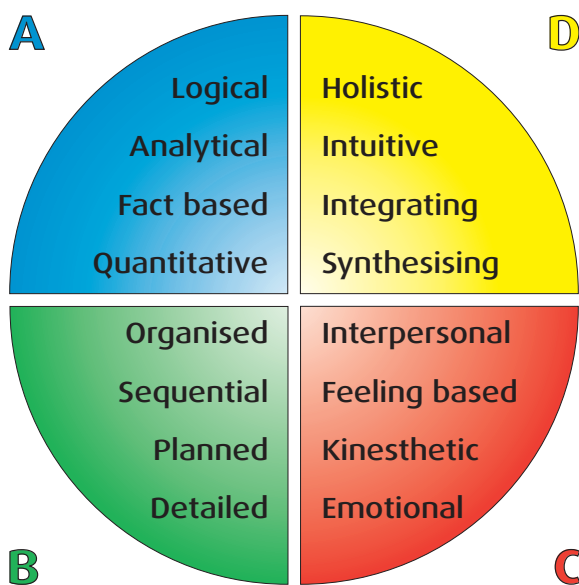 A
Logical
Analytical
Fact based
Quantitative
D
Holistic
Intuitive
Integrating
Synthesising
Organised
Sequential
Planned
Detailed
B
Interpersonal
Feeling based
Kinesthetic
Emotional
C